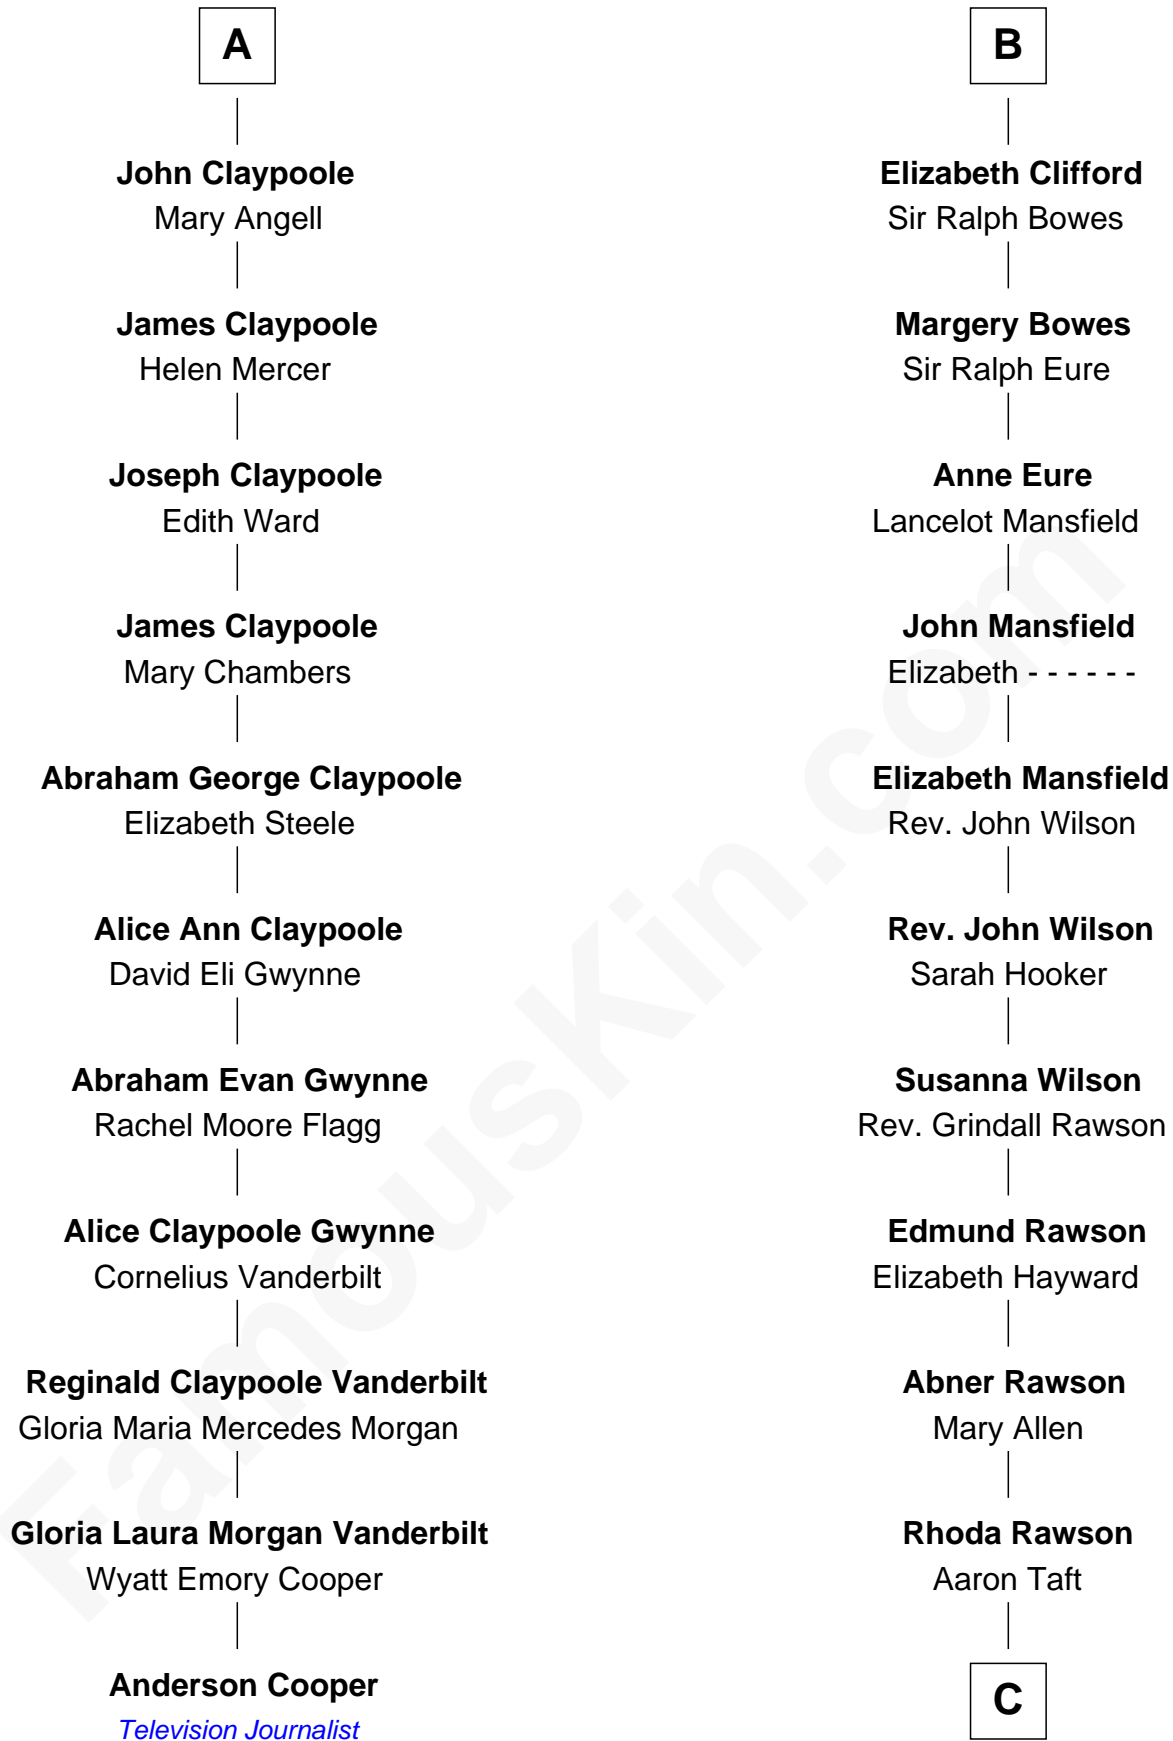 A
John Claypoole
Mary Angell
James Claypoole
Helen Mercer
Joseph Claypoole
Edith Ward
James Claypoole
Mary Chambers
Abraham George Claypoole
Elizabeth Steele
Alice Ann Claypoole
David Eli Gwynne
Abraham Evan Gwynne
Rachel Moore Flagg
Alice Claypoole Gwynne
Cornelius Vanderbilt
Reginald Claypoole Vanderbilt
Gloria Maria Mercedes Morgan
Gloria Laura Morgan Vanderbilt
Wyatt Emory Cooper
Anderson Cooper
Television Journalist
B
Elizabeth Clifford
Sir Ralph Bowes
Margery Bowes
Sir Ralph Eure
Anne Eure
Lancelot Mansfield
John Mansfield
Elizabeth - - - - - -
Elizabeth Mansfield
Rev. John Wilson
Rev. John Wilson
Sarah Hooker
Susanna Wilson
Rev. Grindall Rawson
Edmund Rawson
Elizabeth Hayward
Abner Rawson
Mary Allen
Rhoda Rawson
Aaron Taft
C
FamousKin.com